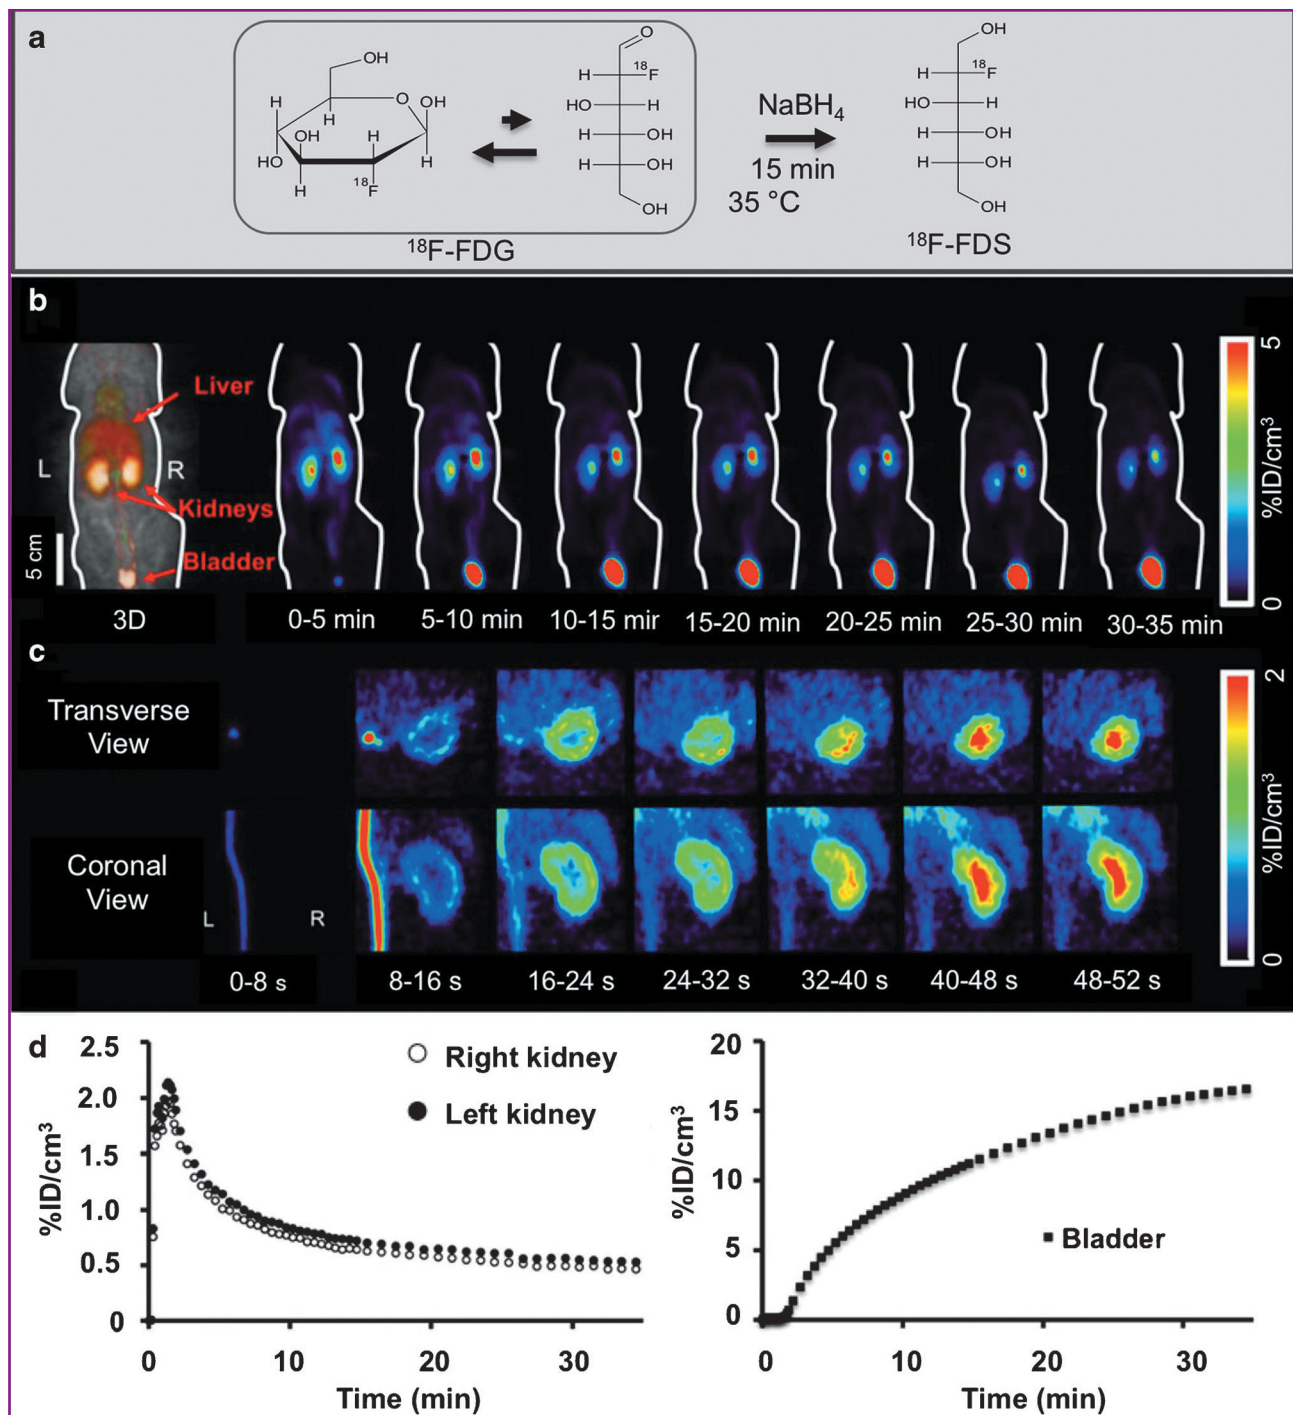 a
OH
H
O
OH
H
OH
H
HO
H
H
18F
O
18
H
F
HO
H
H
OH
H
OH
OH
18F-FDG
NaBH4
15 min
35 °C
OH
18
H
F
HO
H
H
OH
H
OH
OH
18F-FDS
b
Liver
L
R
Kidneys
Bladder
5 cm
3D
0-5 min
5-10 min
10-15 mir
15-20 min
20-25 min
25-30 min
30-35 min
5
%ID/cm3
0
c
Transverse
View
Coronal
View
L
R
0-8 s
8-16 s
16-24 s
24-32 s
32-40 s
40-48 s
48-52 s
2
%ID/cm3
0
d
2.5
2.0
1.5
1.0
0.5
0
%ID/cm3
Right kidney
Left kidney
0
10
20
30
Time (min)
20
15
10
5
0
%ID/cm3
Bladder
0
10
20
30
Time (min)